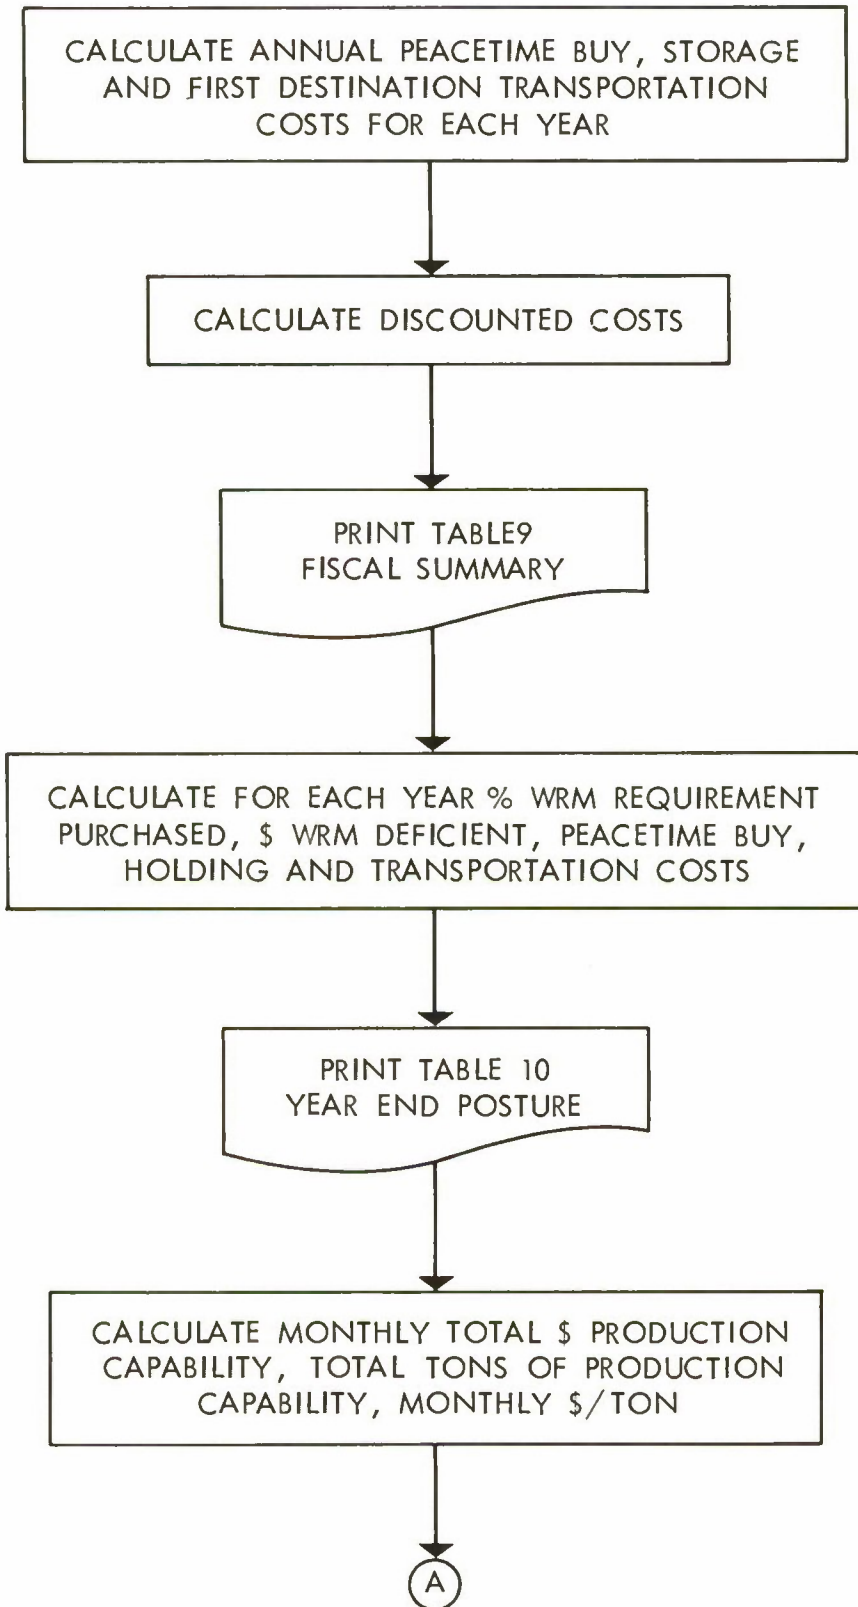 CALCULATE ANNUAL PEACETIME BUY, STORAGE
AND FIRST DESTINATION TRANSPORTATION
COSTS FOR EACH YEAR
CALCULATE DISCOUNTED COSTS
PRINT TABLE9
FISCAL SUMMARY
CALCULATE FOR EACH YEAR % WRM REQUIREMENT
PURCHASED, $ WRM DEFICIENT, PEACETIME BUY,
HOLDING AND TRANSPORTATION COSTS
PRINT TABLE 10
YEAR END POSTURE
CALCULATE MONTHLY TOTAL $ PRODUCTION
CAPABILITY, TOTAL TONS OF PRODUCTION
CAPABILITY, MONTHLY $/TON
A